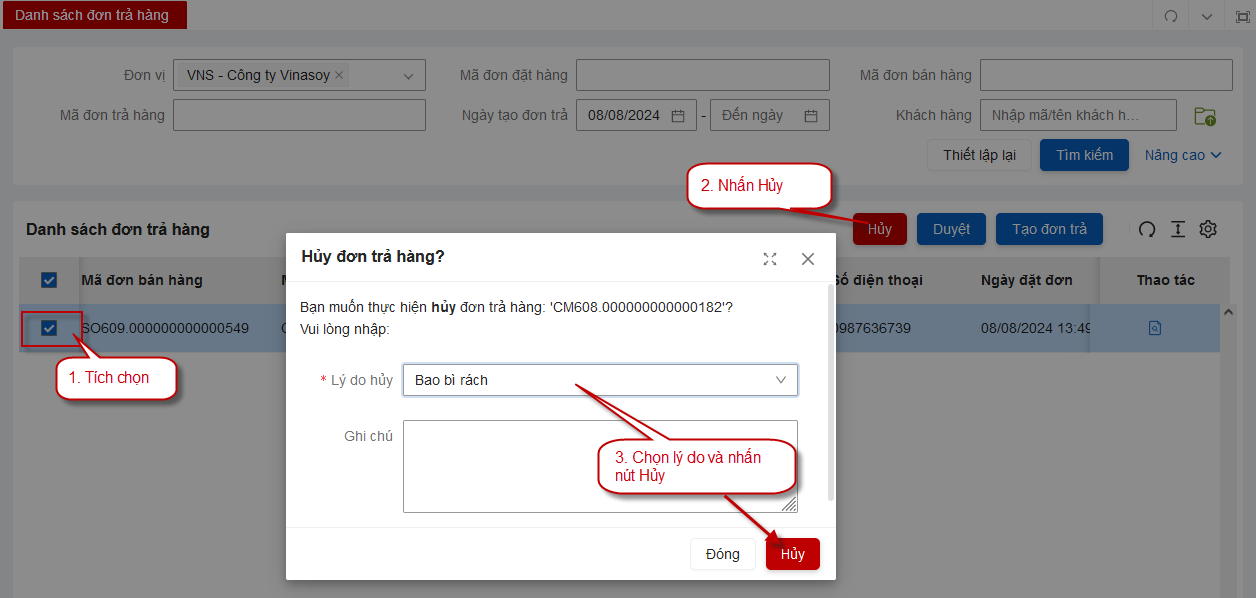 Danh sách đơn trả hàng
Đơn vị VNS - Công ty Vinasoy Mã đơn đặt hàng Mã đơn bán hàng
Mã đơn trả hàng Ngày tạo đơn trả 08/08/2024 - Đến ngày Khách hàng Nhập mã/tên khách h...
Thiết lập lại Tìm kiếm Nâng cao
2. Nhấn Hủy
Danh sách đơn trả hàng Hủy Duyệt Tạo đơn trả
Mã đơn bán hàng điện thoại Ngày đặt đơn Thao tác
SO609.000000000000549 0987636739 08/08/2024 13:49
1. Tích chọn
Hủy đơn trả hàng?
Bạn muốn thực hiện hủy đơn trả hàng: 'CM608.000000000000182'?
Vui lòng nhập:
* Lý do hủy Bao bì rách
Ghi chú
3. Chọn lý do và nhấn
nút Hủy
Đóng Hủy